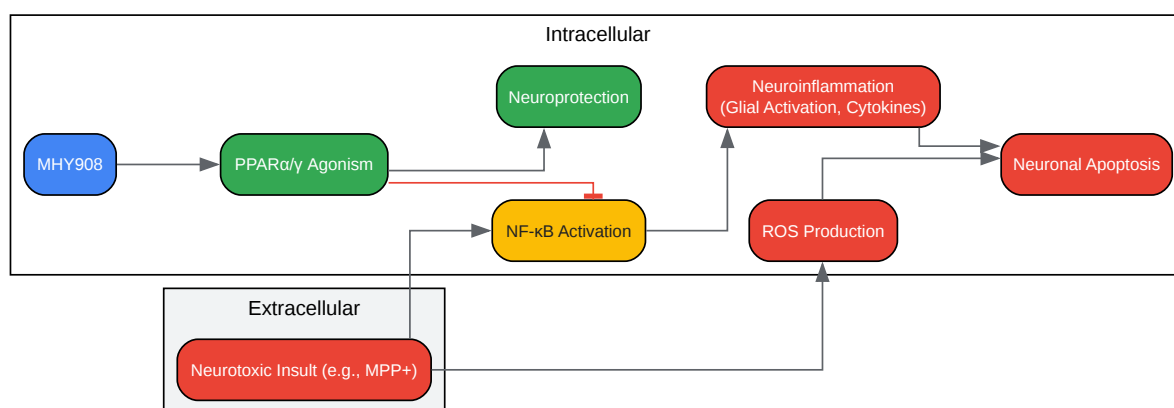 Intracellular
Neuroprotection
Neuroinflammation
(Glial Activation, Cytokines)
MHY908
PPARα/γ Agonism
Neuronal Apoptosis
NF-κB Activation
ROS Production
Extracellular
Neurotoxic Insult (e.g., MPP+)